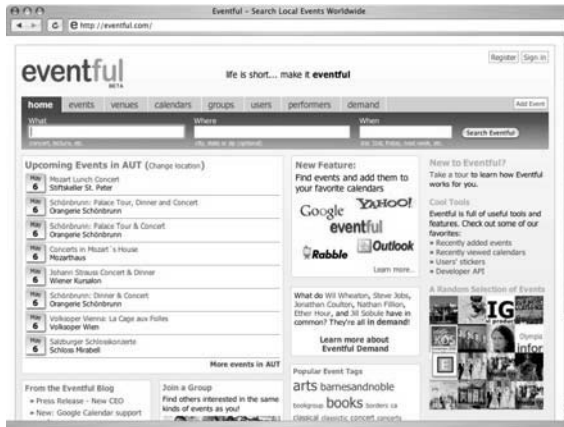 Eventful – Search Local Events Worldwide
http://eventful.com/
Register Sign in
eventful
BETA
life is short... make it eventful
home events venues calendars groups users performers demand
Add Event
What Where When
Search Eventful
concert, lecture, etc.
Upcoming Events in AUT (Change location)
May 6 Mozart Lunch Concert
Stiftskeller St. Peter
May 6 Schönbrunn: Palace Tour, Dinner and Concert
Orangerie Schönbrunn
May 6 Schönbrunn: Palace Tour & Concert
Orangerie Schönbrunn
May 6 Concerts in Mozart´s House
Mozarthaus
May 6 Johann Strauss Concert & Dinner
Wiener Kursalon
May 6 Schönbrunn: Dinner & Concert
Orangerie Schönbrunn
May 6 Volksoper Vienna: La Cage aux Folles
Volksoper Wien
May 6 Salzburger Schlosskonzerte
Schloss Mirabell
More events in AUT
From the Eventful Blog
» Press Release - New CEO
» New: Google Calendar support
Join a Group
Find others interested in the same
kinds of events as you!
New Feature:
Find events and add them to
your favorite calendars
Google YAHOO!
eventful
Rabble Outlook
Learn more...
What do Wil Wheaton, Steve Jobs,
Jonathan Coulton, Nathan Fillion,
Ether Hour, and Jill Sobule have in
common? They're all in demand!
Learn more about
Eventful Demand
Popular Event Tags
arts barnesandnoble
bookgroup books borders ca
classical classictic concert concerts
New to Eventful?
Take a tour to learn how Eventful
works for you.
Cool Tools
Eventful is full of useful tools and
features. Check out some of our
favorites:
» Recently added events
» Recently viewed calendars
» Users' stickers
» Developer API
A Random Selection of Events
IG
KOS
Olympia
infor
E